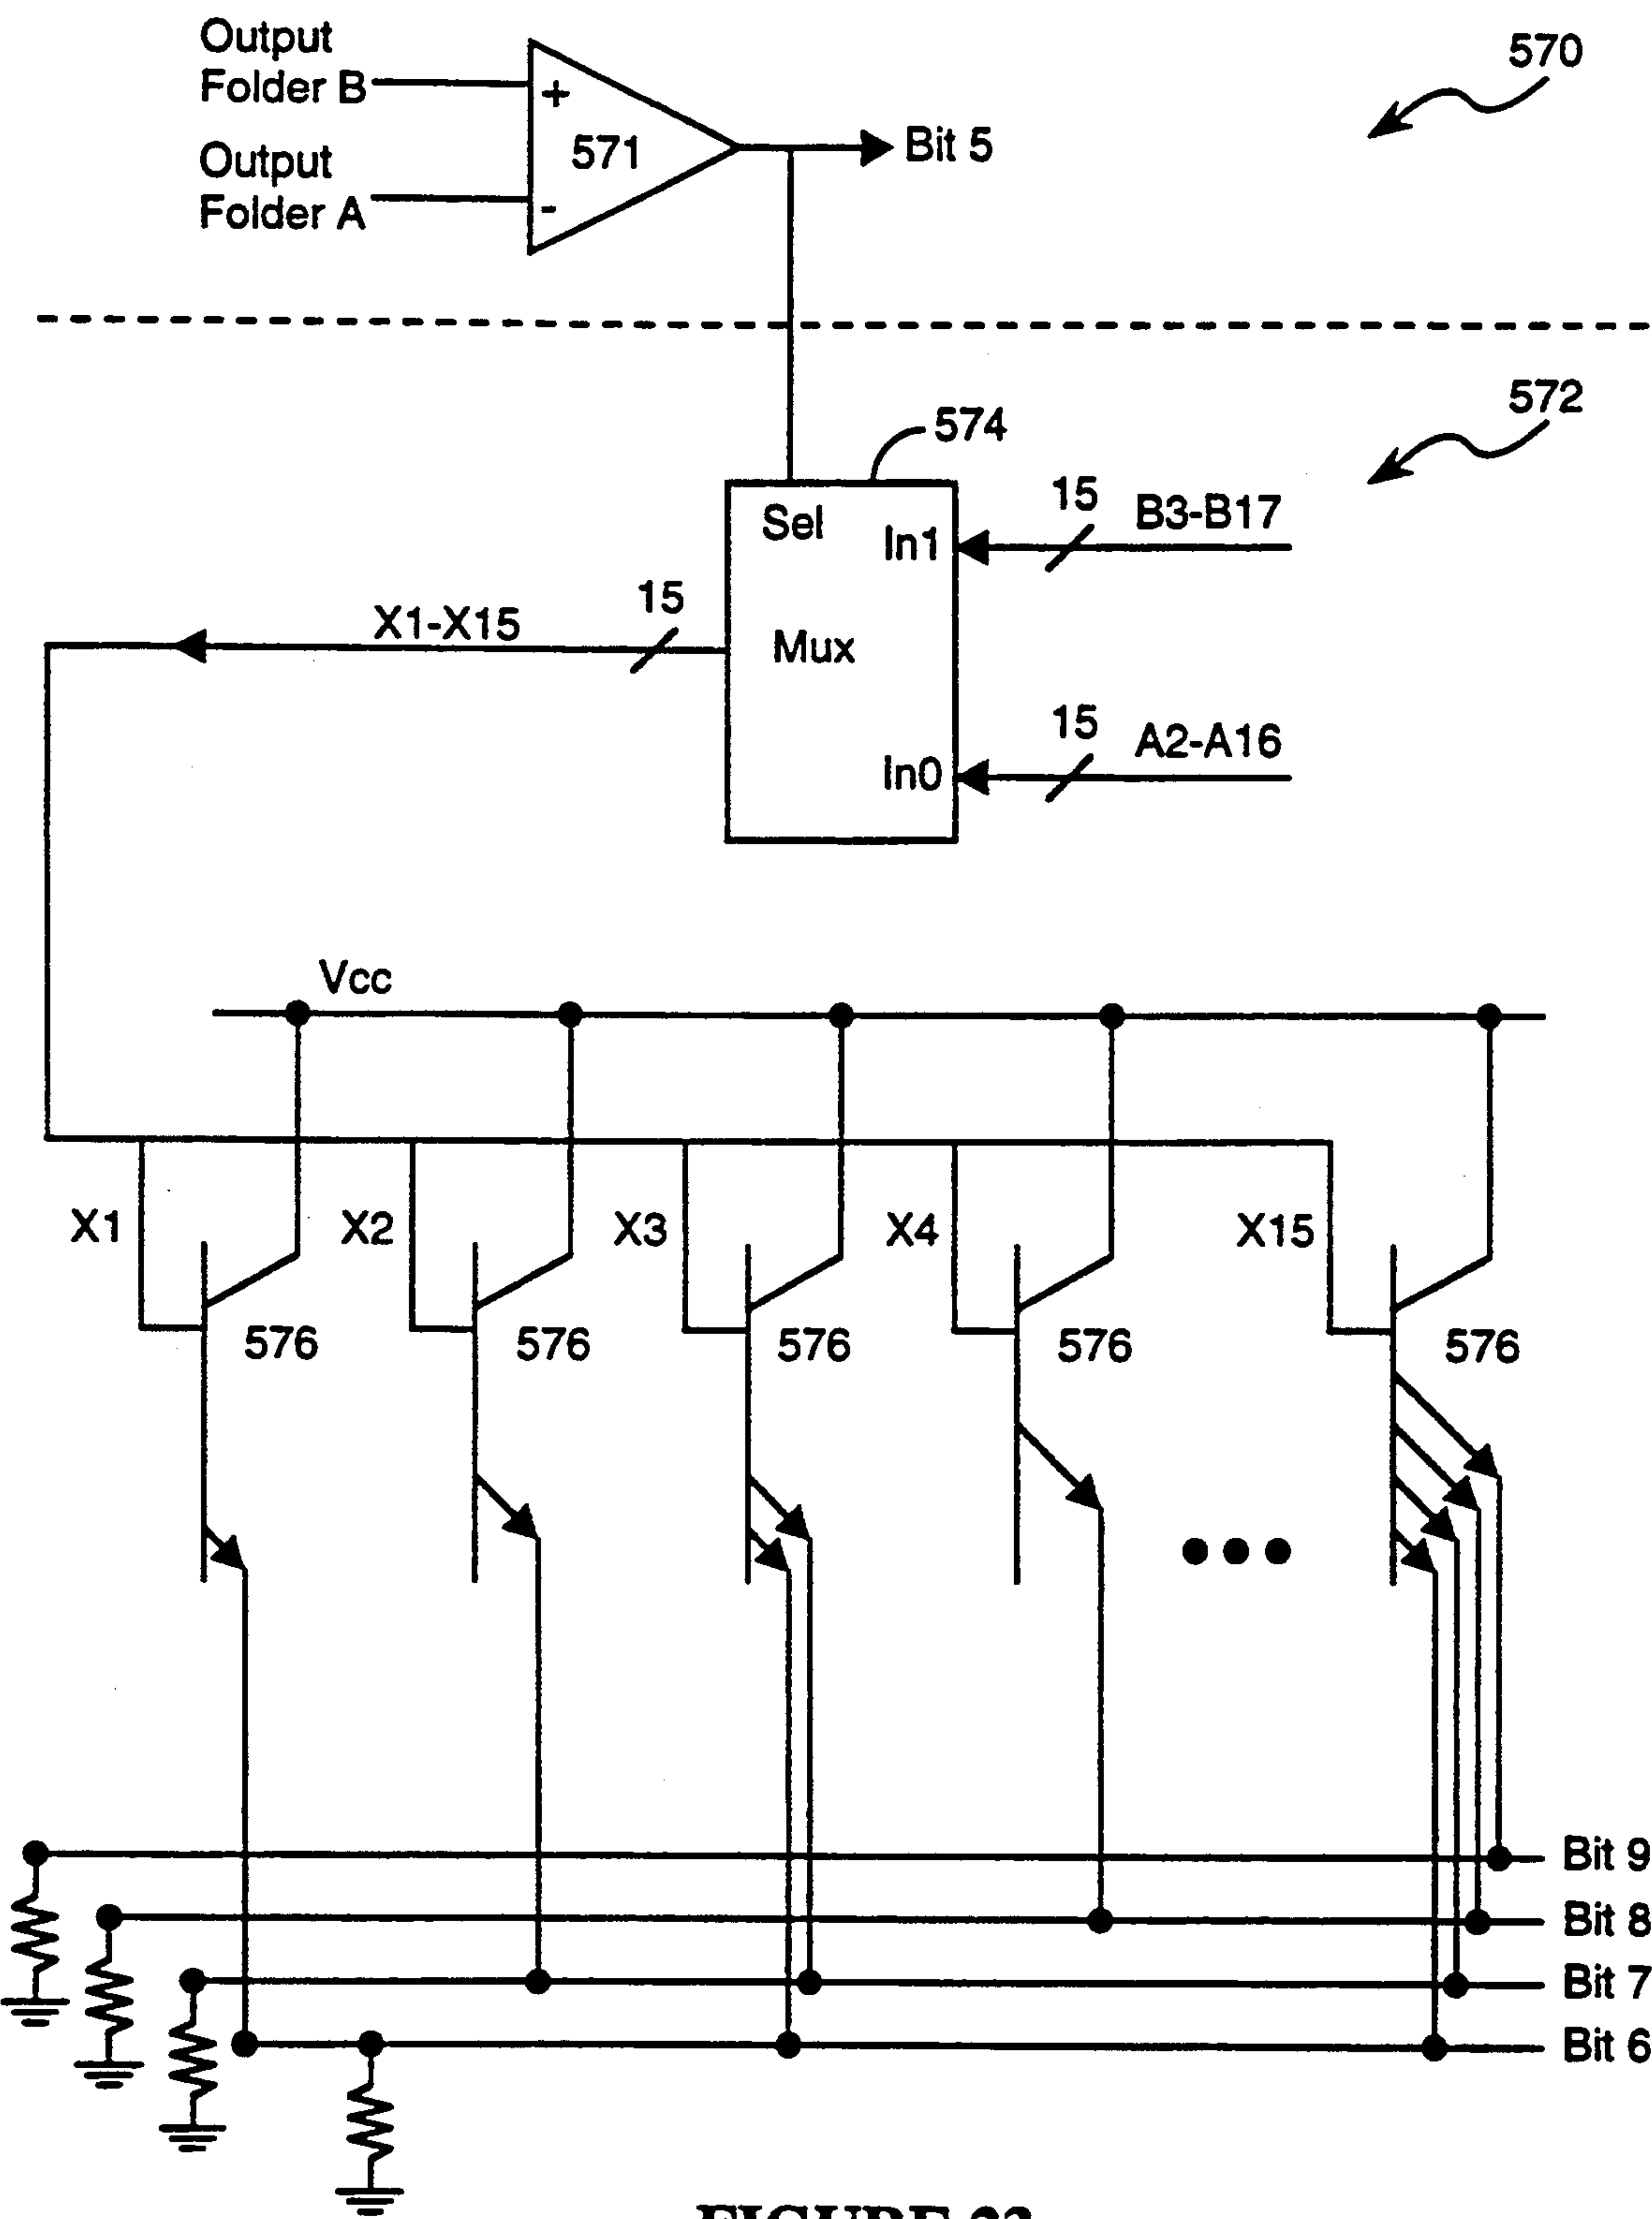 Output
Folder B
+
571
Output
Folder A
-
Bit 5
570
572
574
Sel
In1
15
B3-B17
X1-X15
15
Mux
15
A2-A16
In0
Vcc
X1
X2
X3
X4
X15
576
576
576
576
576
Bit 9
Bit 8
Bit 7
Bit 6